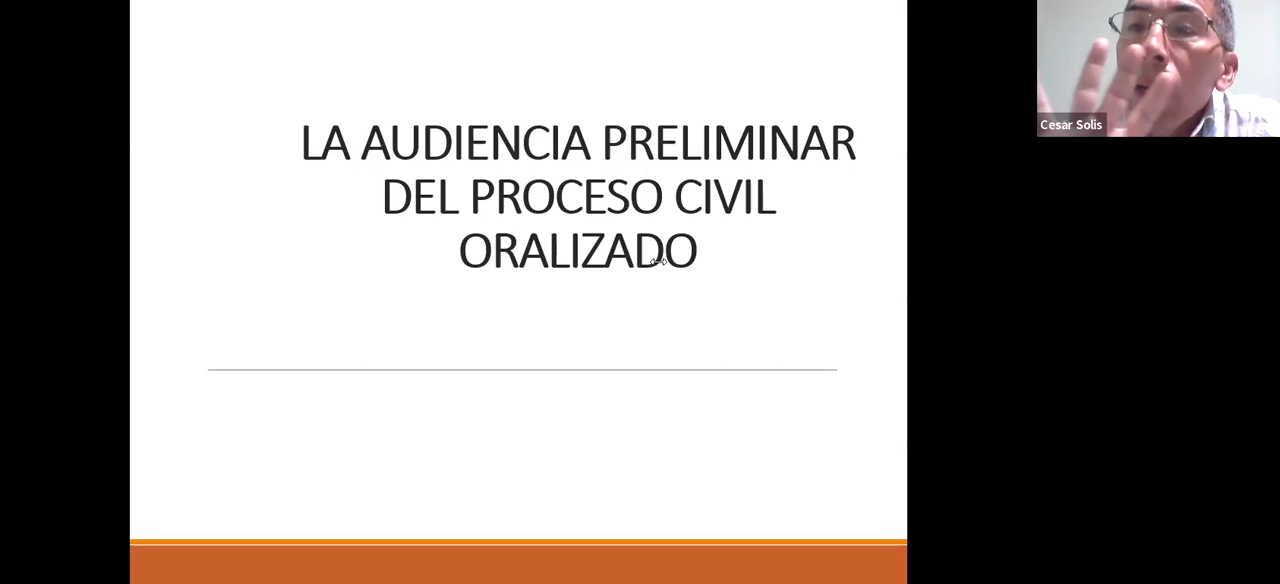 LA AUDIENCIA PRELIMINAR
DEL PROCESO CIVIL
ORALIZADO
Cesar Solis